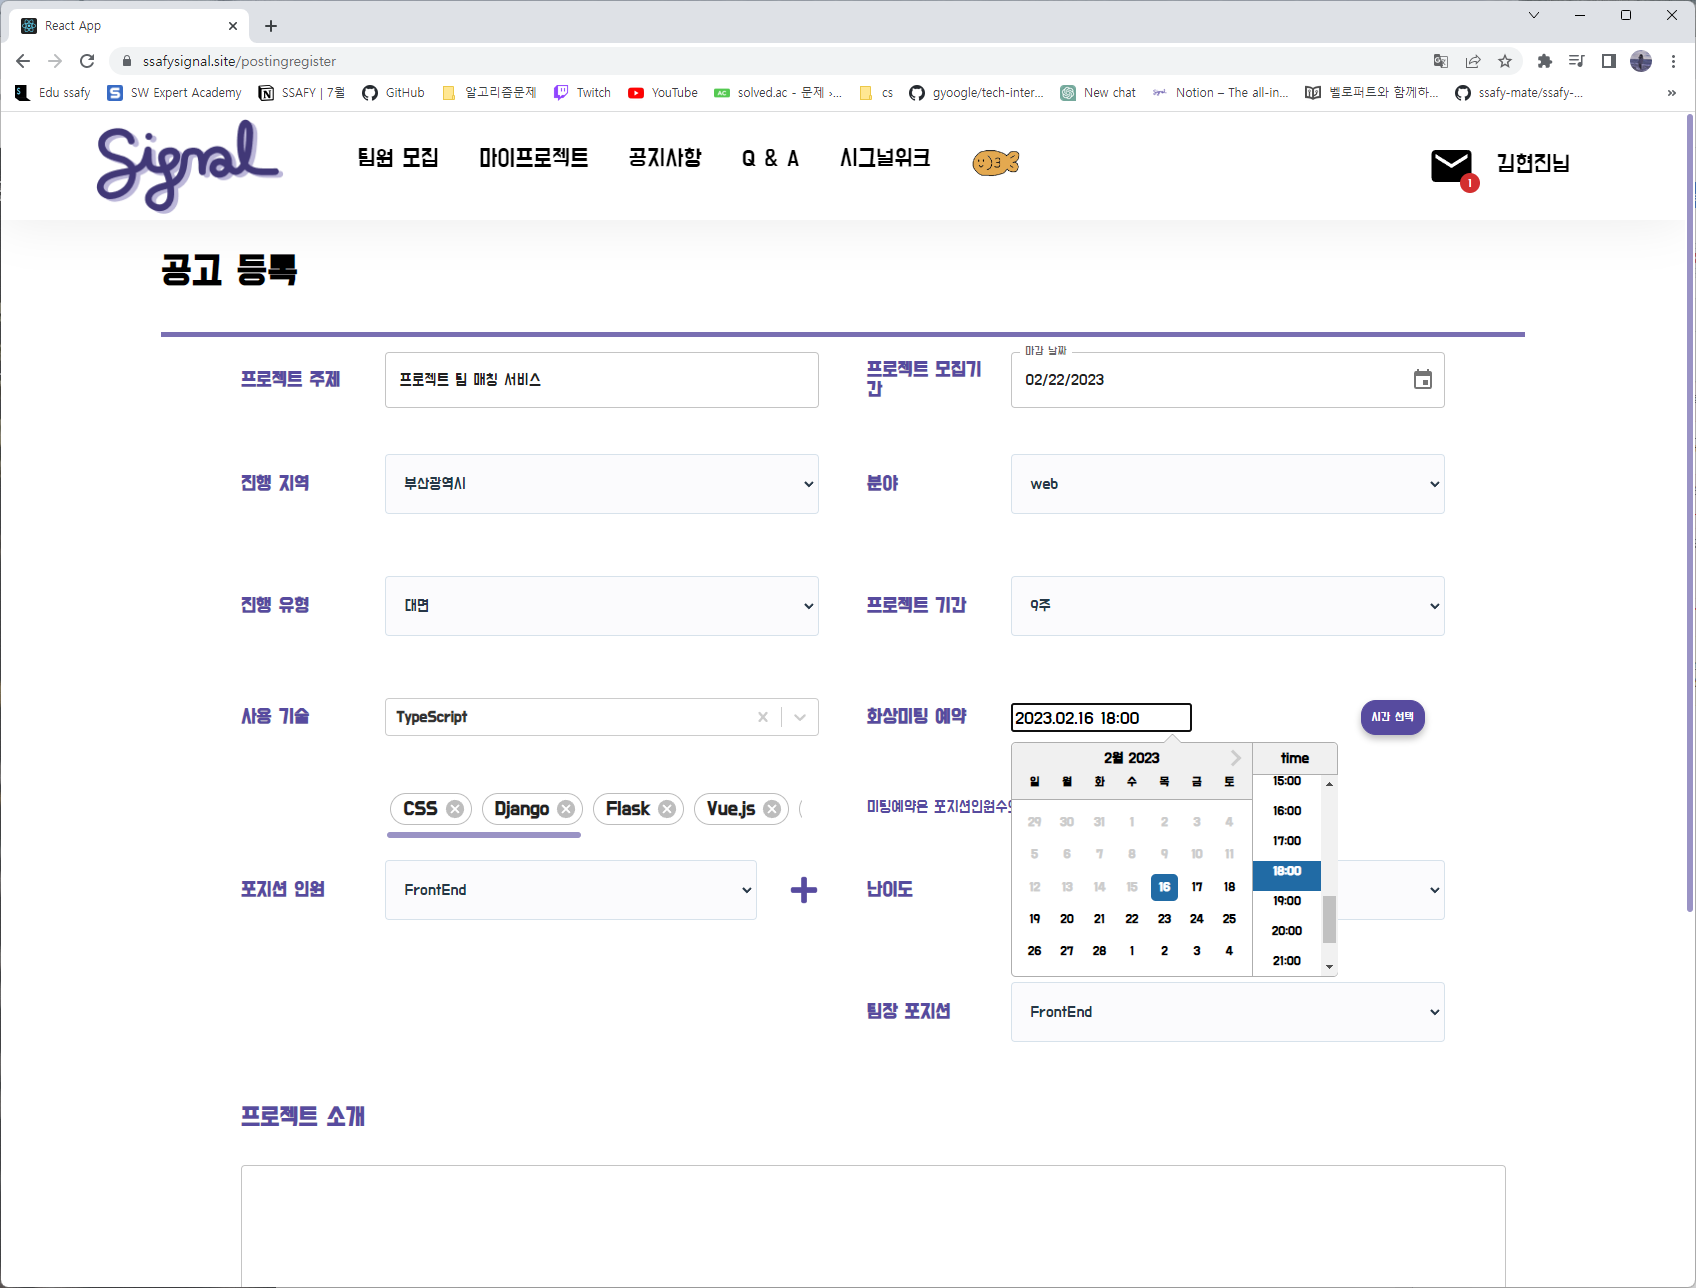 React App
ssafysignal.site/postingregister
Edu ssafy SW Expert Academy SSAFY | 7월 GitHub 알고리즘문제 Twitch YouTube solved.ac - 문제 ›... cs gyoogle/tech-inter... New chat Notion – The all-in... 벨로퍼트와 함께하... ssafy-mate/ssafy-... »
Signal 팀원 모집 마이프로젝트 공지사항 Q & A 시그널위크 1 김현진님
공고 등록
프로젝트 주제 프로젝트 팀 매칭 서비스
프로젝트 모집기
간
마감 날짜
02/22/2023
진행 지역 부산광역시 분야 web
진행 유형 대면 프로젝트 기간 9주
사용 기술 TypeScript 화상미팅 예약 2023.02.16 18:00 시간 선택
CSS Django Flask Vue.js
미팅예약은 포지션인원수의
2월 2023
일 월 화 수 목 금 토
29 30 31 1 2 3 4
5 6 7 8 9 10 11
12 13 14 15 16 17 18
19 20 21 22 23 24 25
26 27 28 1 2 3 4
time
15:00
16:00
17:00
18:00
19:00
20:00
21:00
포지션 인원 FrontEnd 난이도
팀장 포지션 FrontEnd
프로젝트 소개